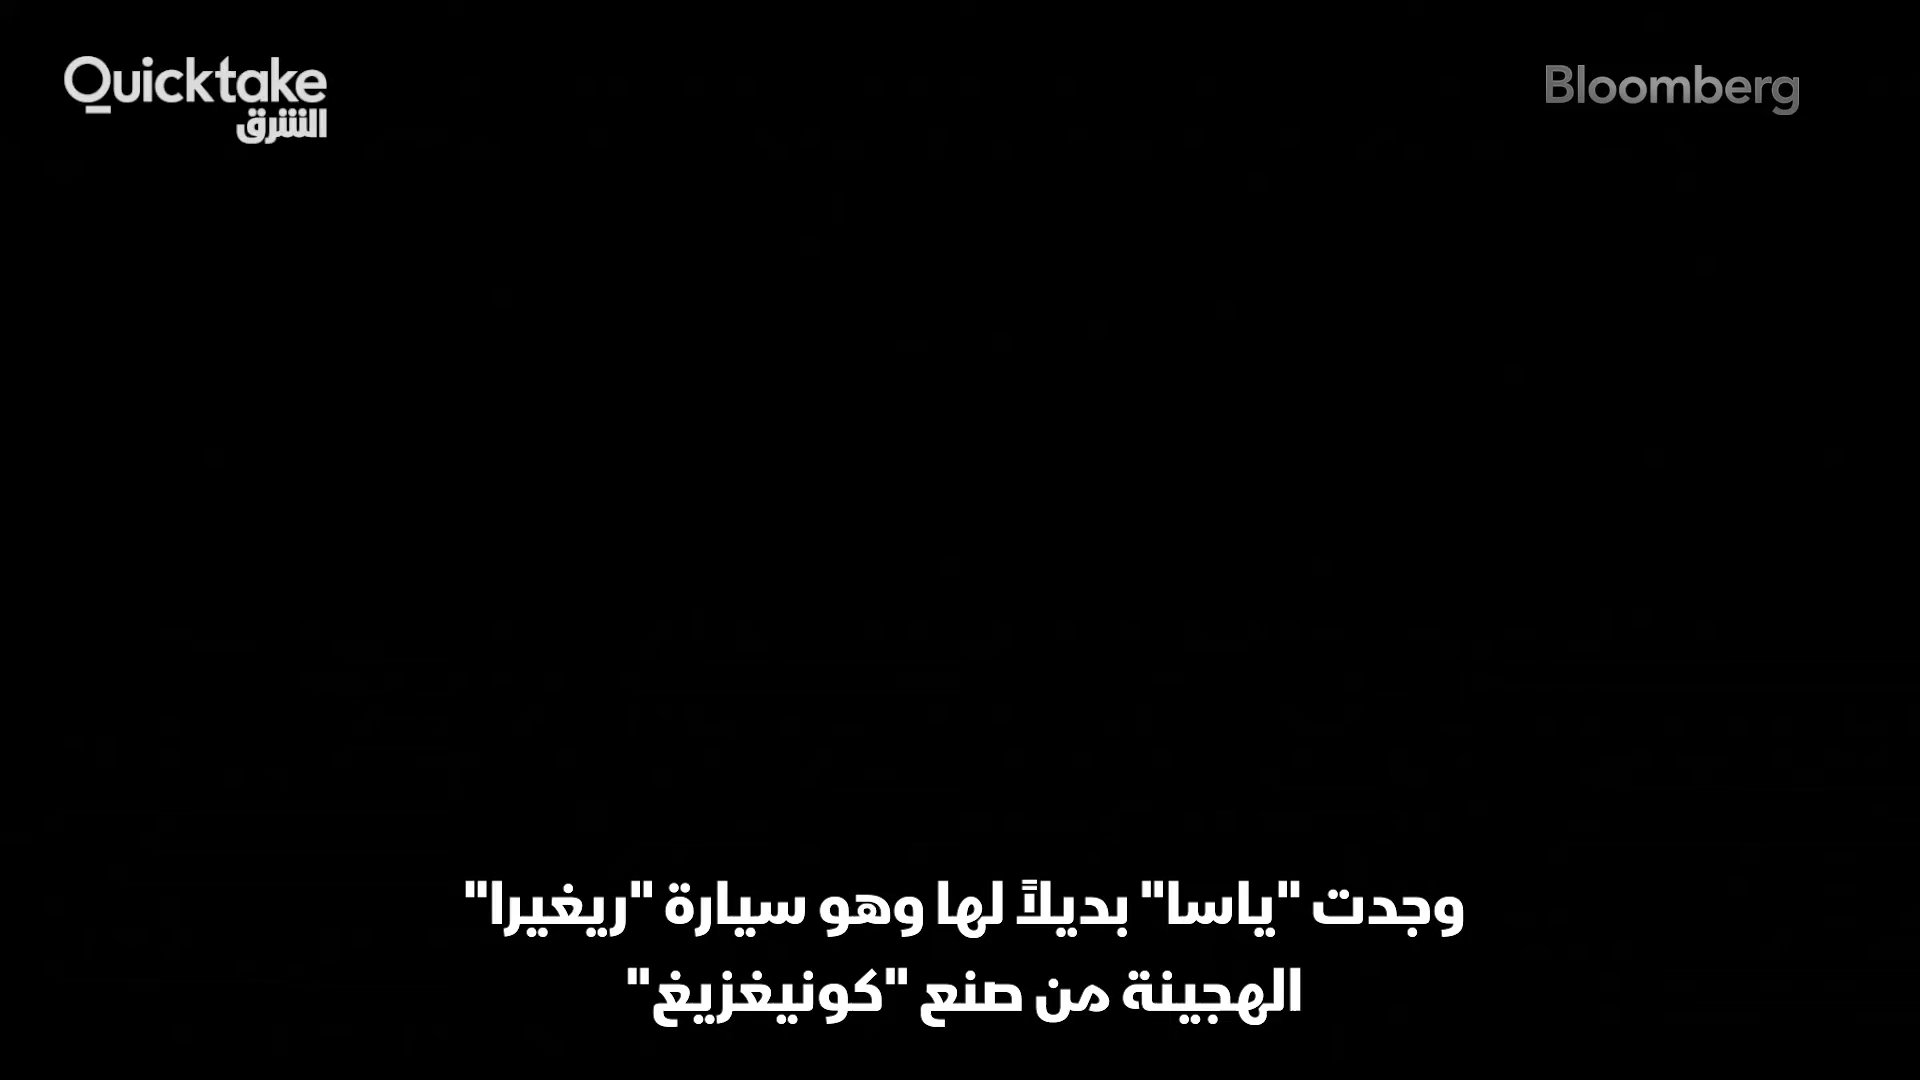 Quicktake
الشرق
Bloomberg
وجدت "ياسا" بديلاً لها وهو سيارة "ريغيرا"
الهجينة من صنع "كونيغزيغ"